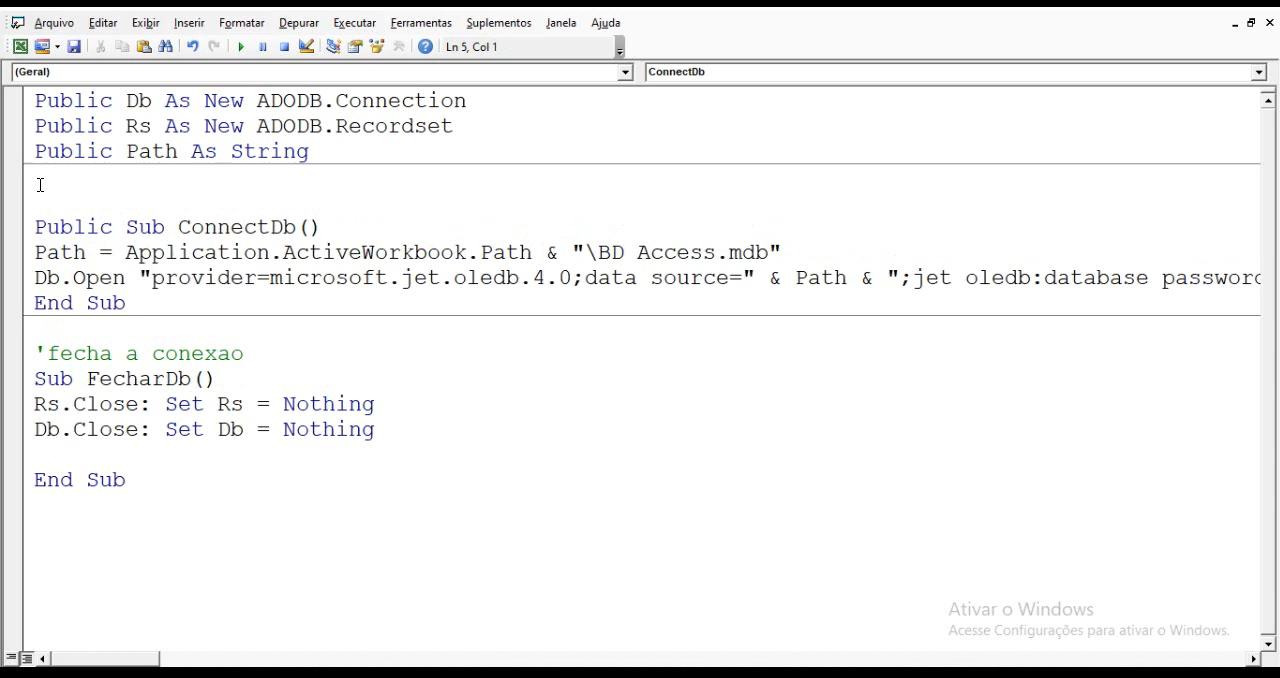 Arquivo Editar Exibir Inserir Formatar Depurar Executar Ferramentas Suplementos Janela Ajuda
Ln 5, Col 1
(Geral) ConnectDb
Public Db As New ADODB.Connection
Public Rs As New ADODB.Recordset
Public Path As String
Public Sub ConnectDb()
Path = Application.ActiveWorkbook.Path & "\BD Access.mdb"
Db.Open "provider=microsoft.jet.oledb.4.0;data source=" & Path & ";jet oledb:database
End Sub
'fecha a conexao
Sub FecharDb()
Rs.Close: Set Rs = Nothing
Db.Close: Set Db = Nothing
End Sub
Ativar o Windows
Acesse Configurações para ativar o Windows.